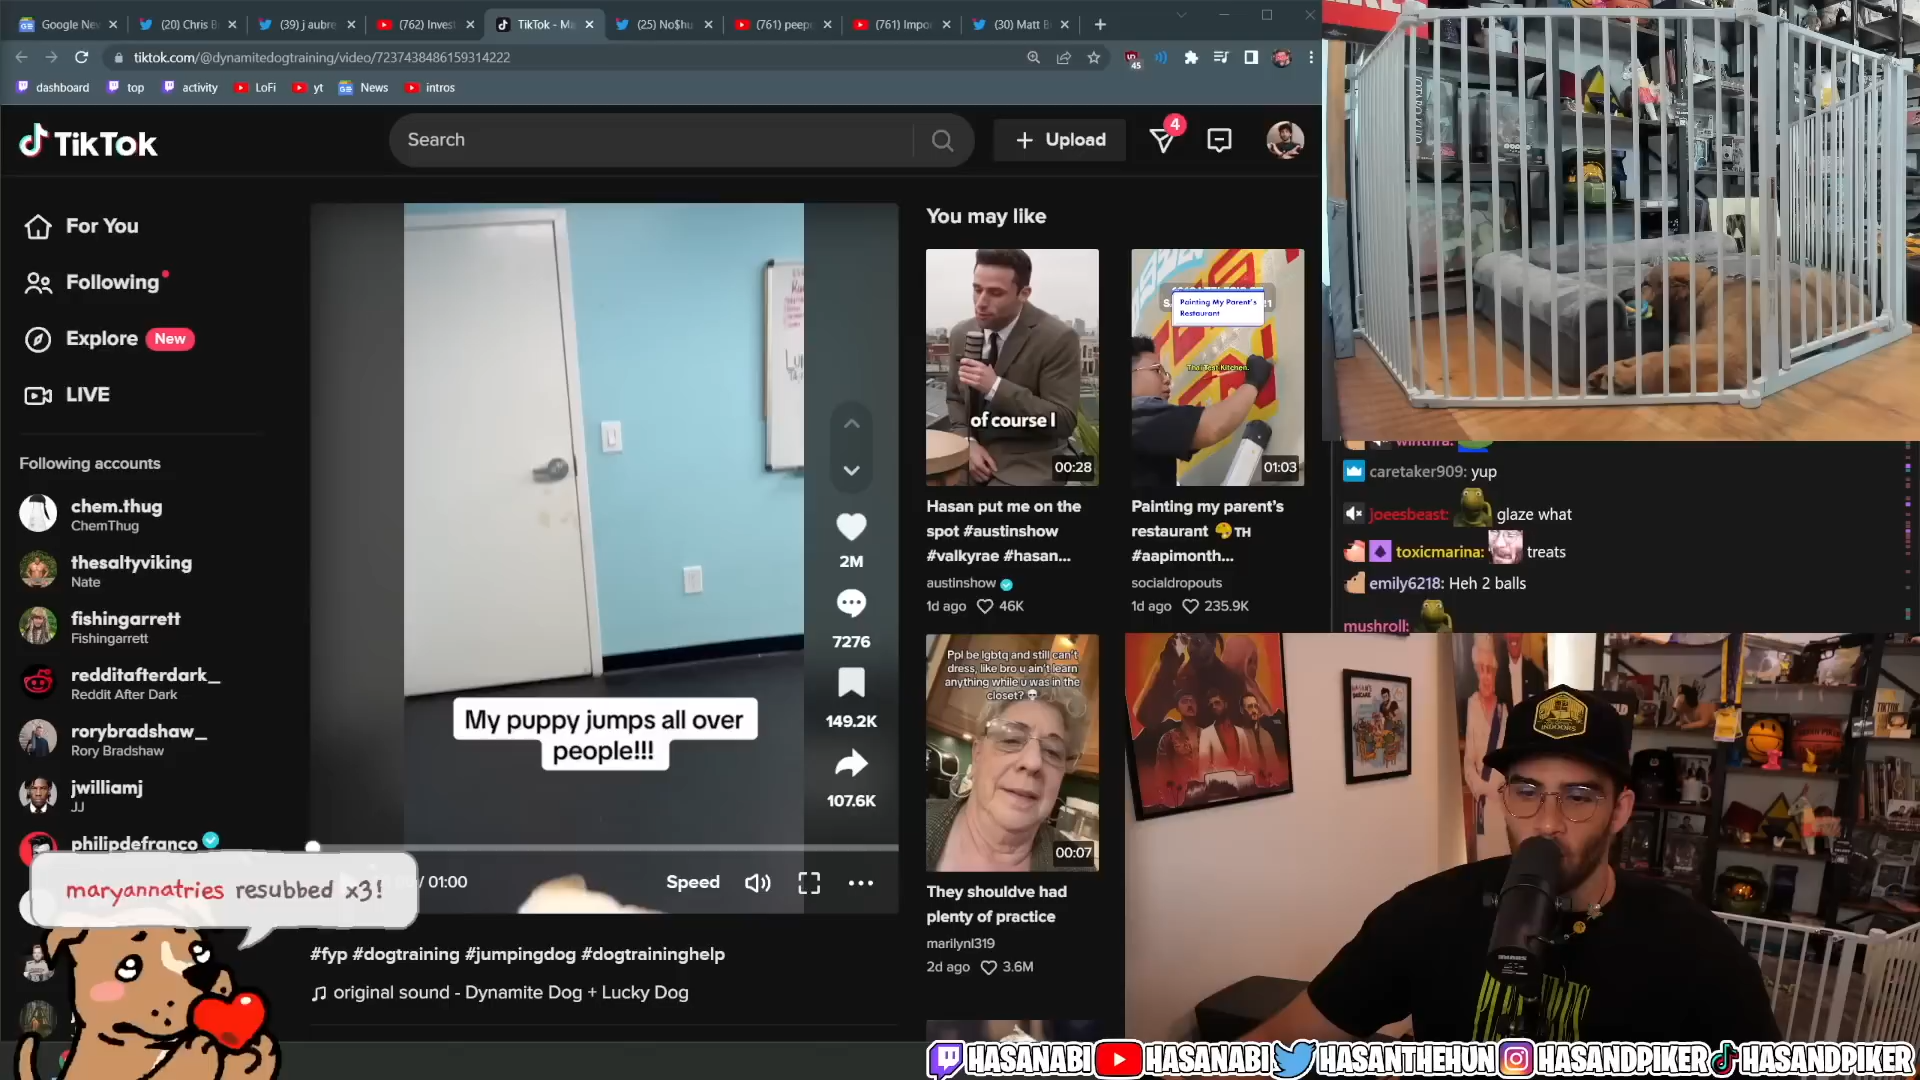 Google Ne
(20) Chris B
(39) j aubre
(762) Invest
TikTok - Ma
(25) No$hu
(761) peep
(761) Impo
(30) Matt B
tiktok.com/@dynamitedogtraining/video/7237438486159314222
45
dashboard
top
activity
LoFi
yt
News
intros
TikTok
Search
Upload
4
For You
Following
Explore
New
LIVE
Following accounts
chem.thug
ChemThug
thesaltyviking
Nate
fishingarrett
Fishingarrett
redditafterdark_
Reddit After Dark
rorybradshaw_
Rory Bradshaw
jwilliamj
JJ
philipdefranco
maryannatries resubbed x3!
My puppy jumps all over
people!!!
2M
7276
149.2K
107.6K
/ 01:00
Speed
#fyp #dogtraining #jumpingdog #dogtraininghelp
original sound - Dynamite Dog + Lucky Dog
You may like
of course I
00:28
Hasan put me on the
spot #austinshow
#valkyrae #hasan...
austinshow
1d ago
46K
Painting My Parent's
Restaurant
Thai Test Kitchen.
01:03
Painting my parent's
restaurant TH
#aapimonth...
socialdropouts
1d ago
235.9K
Ppl be lgbtq and still can't
dress, like bro u ain't learn
anything while u was in the
closet?
00:07
They shouldve had
plenty of practice
marilynl319
2d ago
3.6M
winthra:
caretaker909: yup
joeesbeast: glaze what
toxicmarina: treats
emily6218: Heh 2 balls
mushroll:
INDOORS
HASANABI
HASANABI
HASANTHEHUN
HASANDPIKER
HASANDPIKER